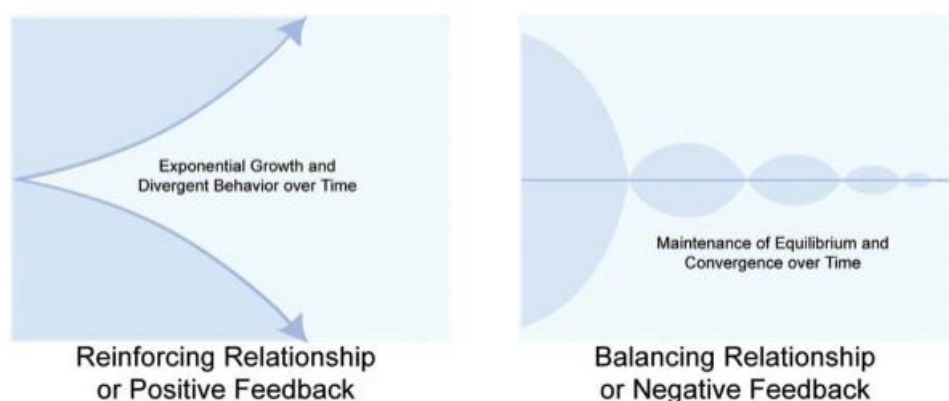 Exponential Growth and
Divergent Behavior over Time
Reinforcing Relationship
or Positive Feedback
Maintenance of Equilibrium and
Convergence over Time
Balancing Relationship
or Negative Feedback